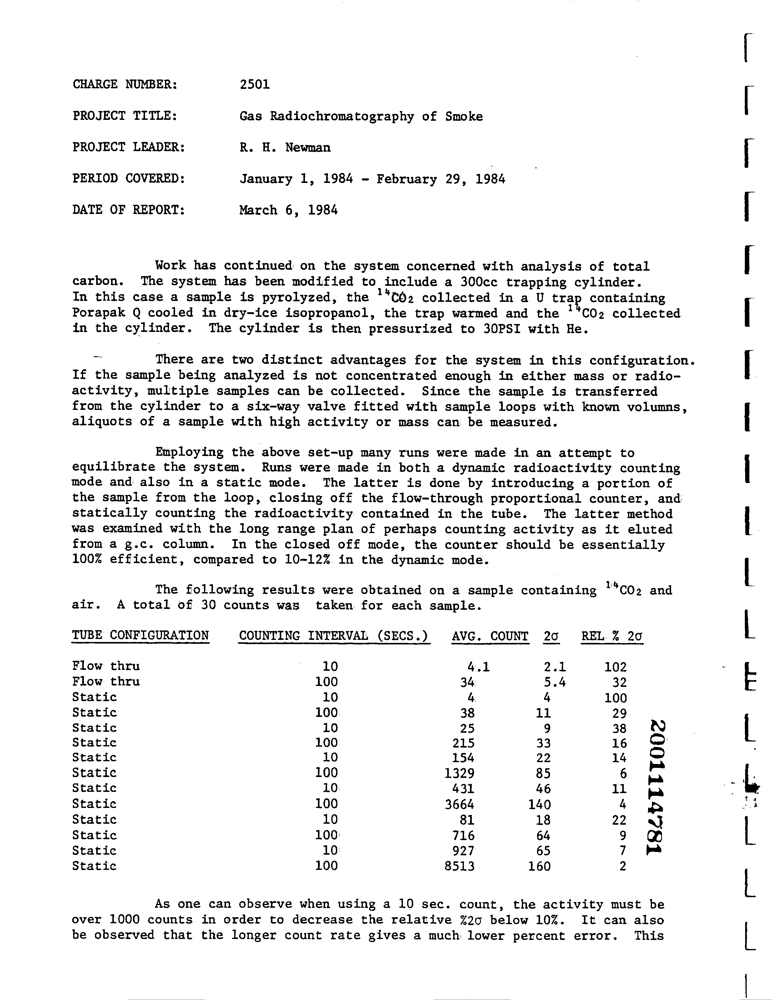 CHARGE NUMBER: 2501
PROJECT TITLE: Gas Radiochromatography of Smoke
PROJECT LEADER: R. H. Newman
PERIOD COVERED: January 1, 1984 - February 29, 1984
DATE OF REPORT: March 6, 1984
Work has continued on the system concerned with analysis of total
carbon. The system has been modified to include a 300cc trapping cylinder.
In this case a sample is pyrolyzed, the ¹⁴CO₂ collected in a U trap containing
Porapak Q cooled in dry-ice isopropanol, the trap warmed and the ¹⁴CO₂ collected
in the cylinder. The cylinder is then pressurized to 30PSI with He.
There are two distinct advantages for the system in this configuration.
If the sample being analyzed is not concentrated enough in either mass or radio-
activity, multiple samples can be collected. Since the sample is transferred
from the cylinder to a six-way valve fitted with sample loops with known volumns,
aliquots of a sample with high activity or mass can be measured.
Employing the above set-up many runs were made in an attempt to
equilibrate the system. Runs were made in both a dynamic radioactivity counting
mode and also in a static mode. The latter is done by introducing a portion of
the sample from the loop, closing off the flow-through proportional counter, and
statically counting the radioactivity contained in the tube. The latter method
was examined with the long range plan of perhaps counting activity as it eluted
from a g.c. column. In the closed off mode, the counter should be essentially
100% efficient, compared to 10-12% in the dynamic mode.
The following results were obtained on a sample containing ¹⁴CO₂ and
air. A total of 30 counts was taken for each sample.
TUBE CONFIGURATION COUNTING INTERVAL (SECS.) AVG. COUNT 2σ REL % 2σ
Flow thru 10 4.1 2.1 102
Flow thru 100 34 5.4 32
Static 10 4 4 100
Static 100 38 11 29
Static 10 25 9 38
Static 100 215 33 16
Static 10 154 22 14
Static 100 1329 85 6
Static 10 431 46 11
Static 100 3664 140 4
Static 10 81 18 22
Static 100 716 64 9
Static 10 927 65 7
Static 100 8513 160 2
2001114781
As one can observe when using a 10 sec. count, the activity must be
over 1000 counts in order to decrease the relative %2σ below 10%. It can also
be observed that the longer count rate gives a much lower percent error. This